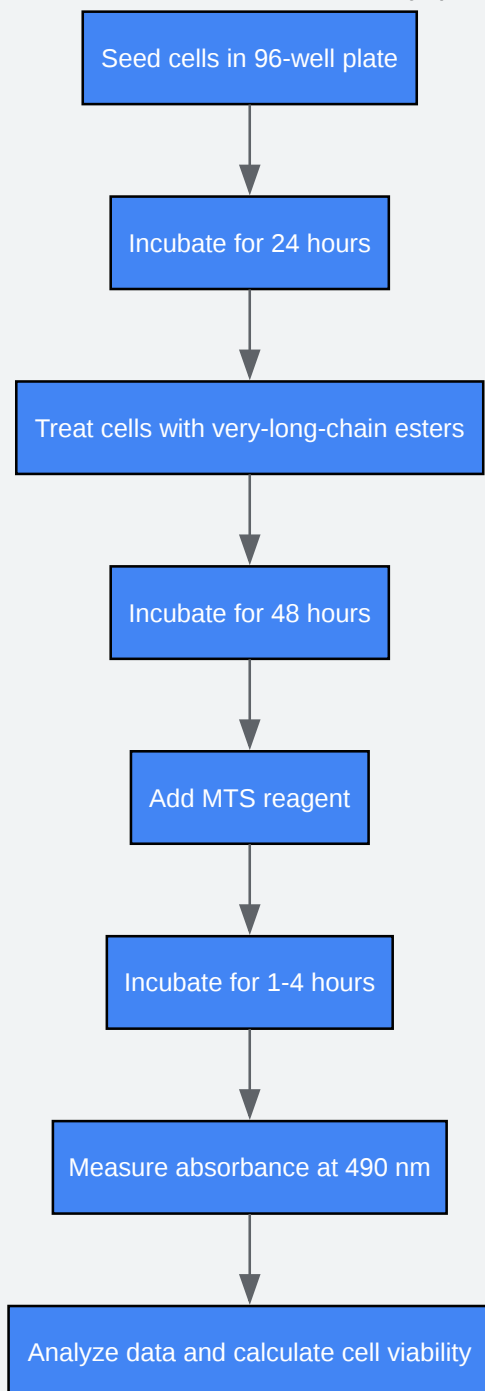 Seed cells in 96-well plate
Incubate for 24 hours
Treat cells with very-long-chain esters
Incubate for 48 hours
Add MTS reagent
Incubate for 1-4 hours
Measure absorbance at 490 nm
Analyze data and calculate cell viability